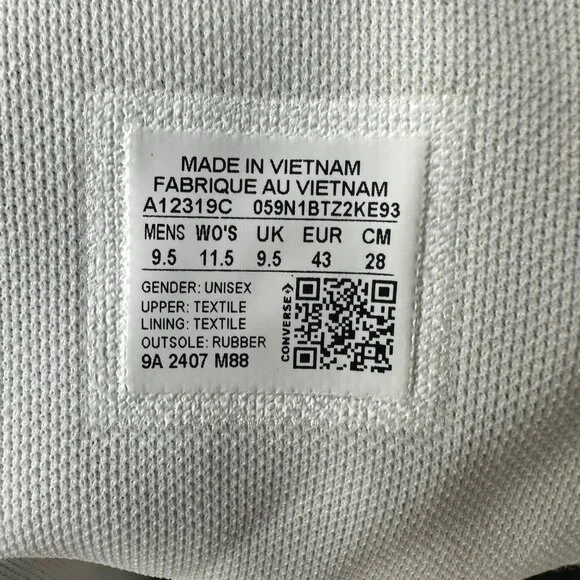 MADE IN VIETNAM
FABRIQUE AU VIETNAM
A12319C 059N1BTZ2KE93
MENS WO'S UK EUR CM
9.5 11.5 9.5 43 28
GENDER: UNISEX
UPPER: TEXTILE
LINING: TEXTILE
OUTSOLE: RUBBER
9A 2407 M88
CONVERSE